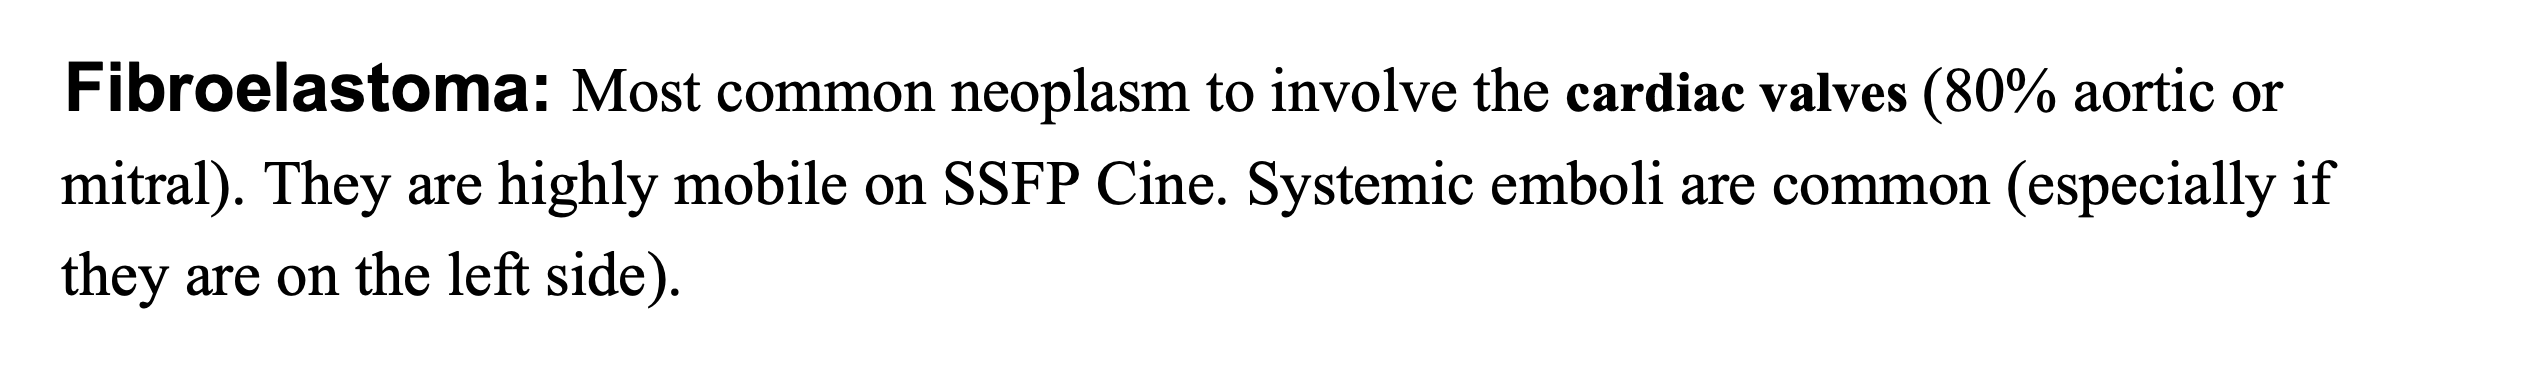 Fibroelastoma: Most common neoplasm to involve the cardiac valves (80% aortic or
mitral). They are highly mobile on SSFP Cine. Systemic emboli are common (especially if
they are on the left side).